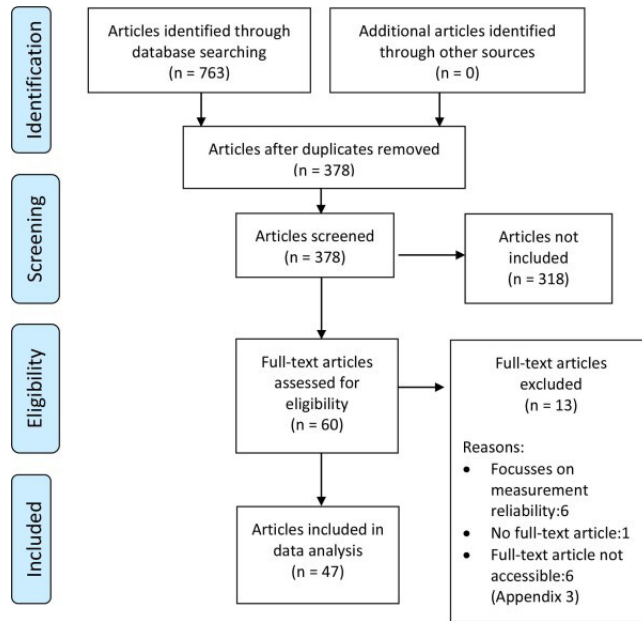 Identification
Articles identified through
database searching
(n = 763)
Additional articles identified
through other sources
(n = 0)
Articles after duplicates removed
(n = 378)
Screening
Articles screened
(n = 378)
Articles not
included
(n = 318)
Eligibility
Full-text articles
assessed for
eligibility
(n = 60)
Full-text articles
excluded
(n = 13)
Reasons:
• Focusses on
measurement
reliability:6
• No full-text article:1
• Full-text article not
accessible:6
(Appendix 3)
Included
Articles included in
data analysis
(n = 47)